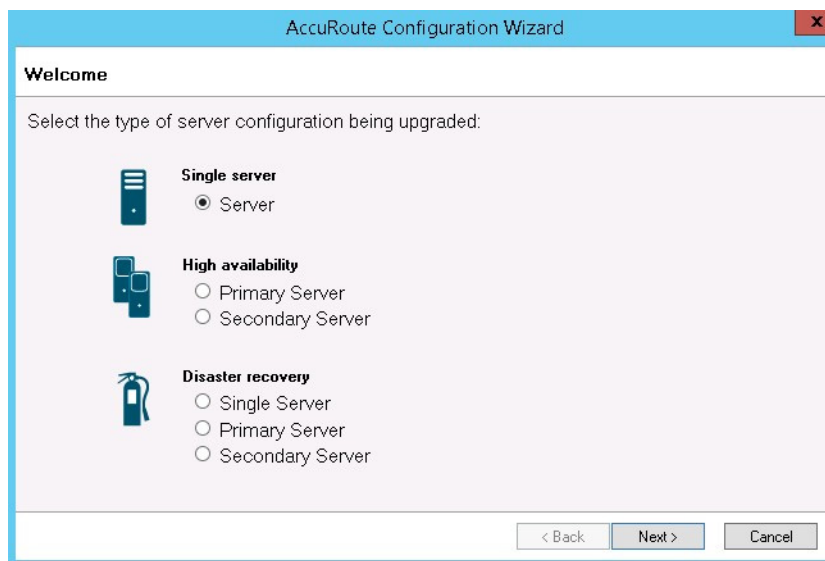 AccuRoute Configuration Wizard
x
Welcome
Select the type of server configuration being upgraded:
Single server
Server
High availability
Primary Server
Secondary Server
Disaster recovery
Single Server
Primary Server
Secondary Server
< Back Next > Cancel